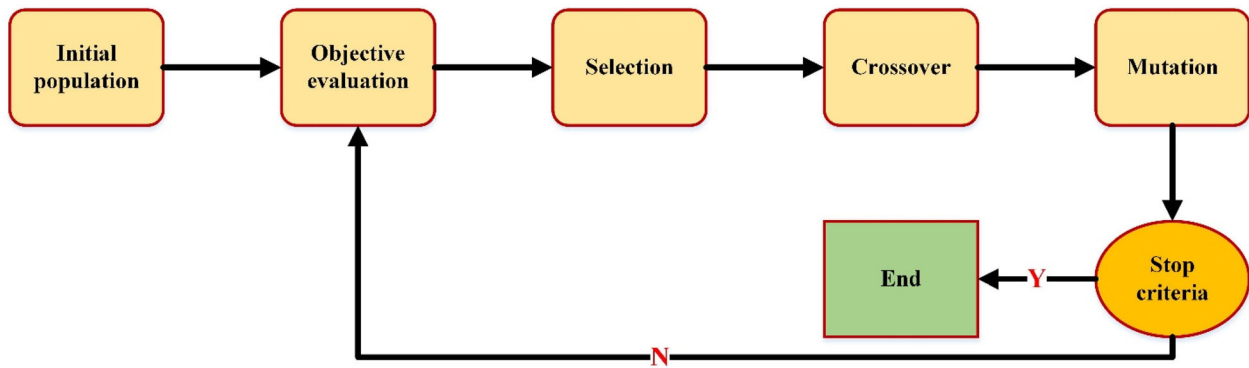 Initial
population
Objective
evaluation
Selection
Crossover
Mutation
Stop
criteria
Y
End
N